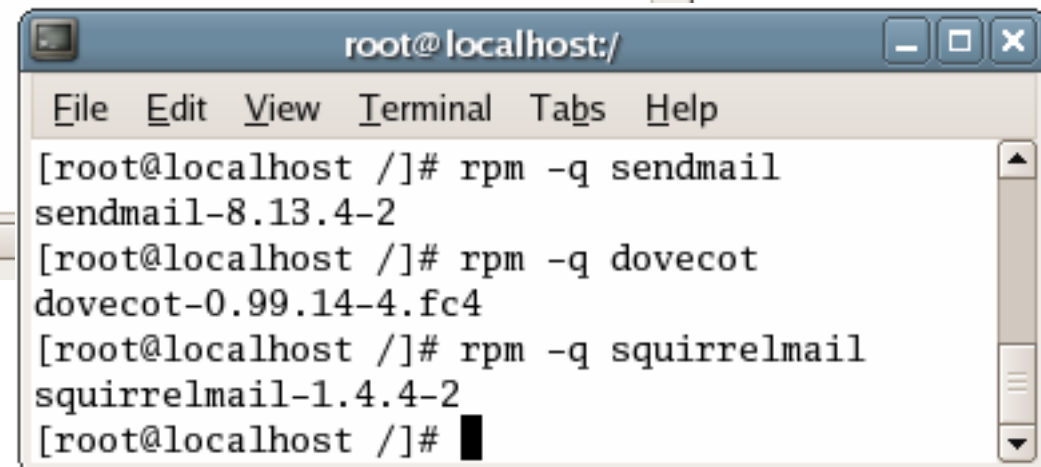 root@localhost:/
File Edit View Terminal Tabs Help
[root@localhost /]# rpm -q sendmail
sendmail-8.13.4-2
[root@localhost /]# rpm -q dovecot
dovecot-0.99.14-4.fc4
[root@localhost /]# rpm -q squirrelmail
squirrelmail-1.4.4-2
[root@localhost /]#